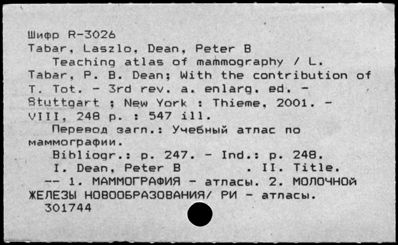 Шифр R-3026
Tabar, Laszlo, Dean, Peter B
Teaching atlas of mammography / L.
Tabar, P. B. Dean; With the contribution of
T. Tot. - 3rd rev. a. enlarg. ed. -
Stuttgart ; New York : Thieme, 2001. -
VIII, 248 p. : 547 ill.
Перевод загл.: Учебный атлас по
маммографии.
Bibliogr.: p. 247. - Ind.: p. 248.
I. Dean, Peter B . II. Title.
-- 1. МАММОГРАФИЯ - атласы. 2. МОЛОЧНОЙ
ЖЕЛЕЗЫ НОВООБРАЗОВАНИЯ/ РИ - атласы.
301744